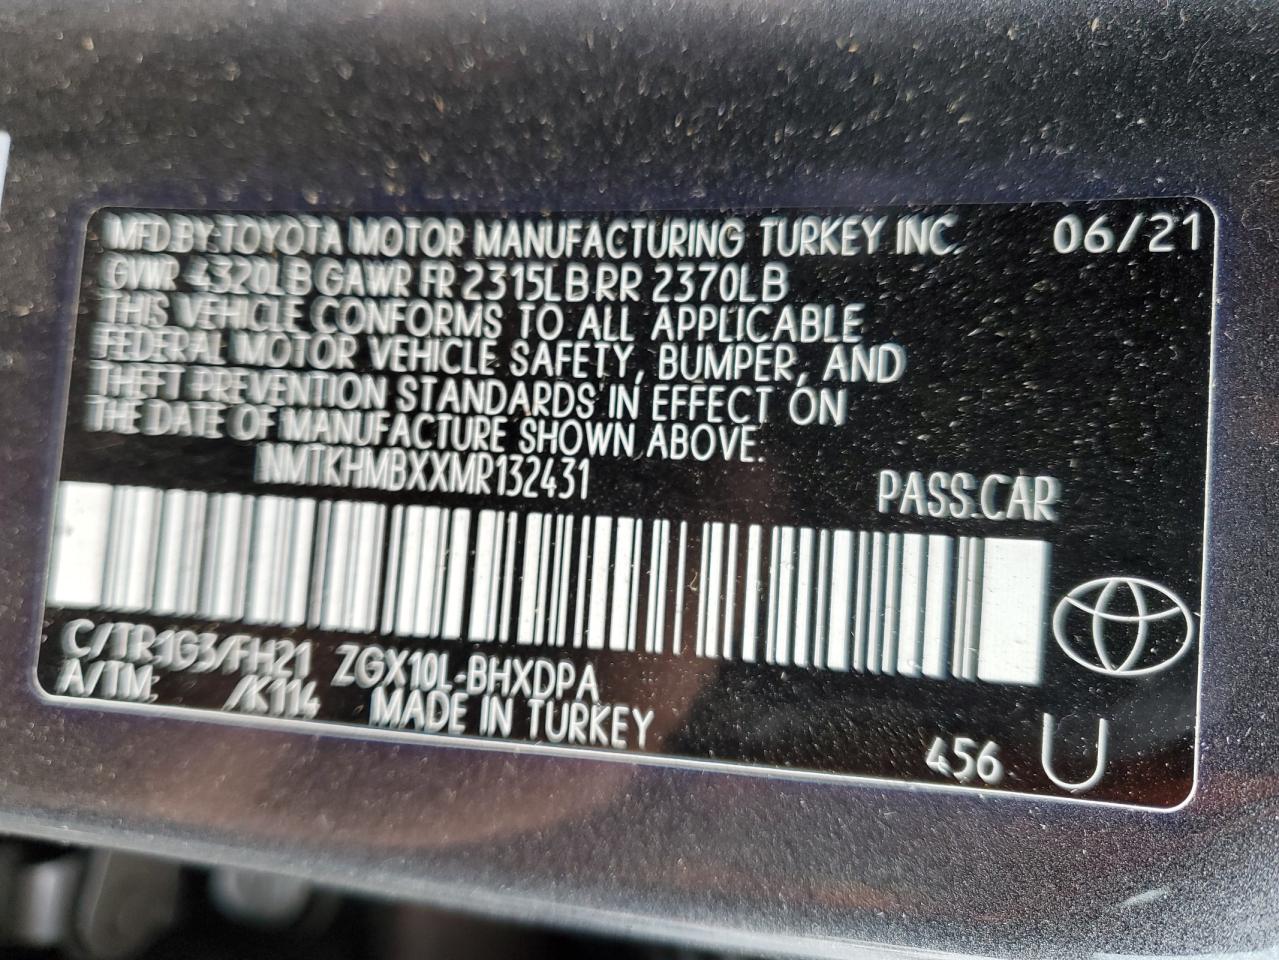 MFD.BY:TOYOTA MOTOR MANUFACTURING TURKEY INC. 06/21
GVWR 4320LB GAWR FR 2315LB RR 2370LB
THIS VEHICLE CONFORMS TO ALL APPLICABLE
FEDERAL MOTOR VEHICLE SAFETY, BUMPER, AND
THEFT PREVENTION STANDARDS IN EFFECT ON
THE DATE OF MANUFACTURE SHOWN ABOVE.
NMTKHMBXXMR132431 PASS.CAR
C/TR:1G3/FH21 ZGX10L-BHXDPA
A/TM: /K114 MADE IN TURKEY
456 U